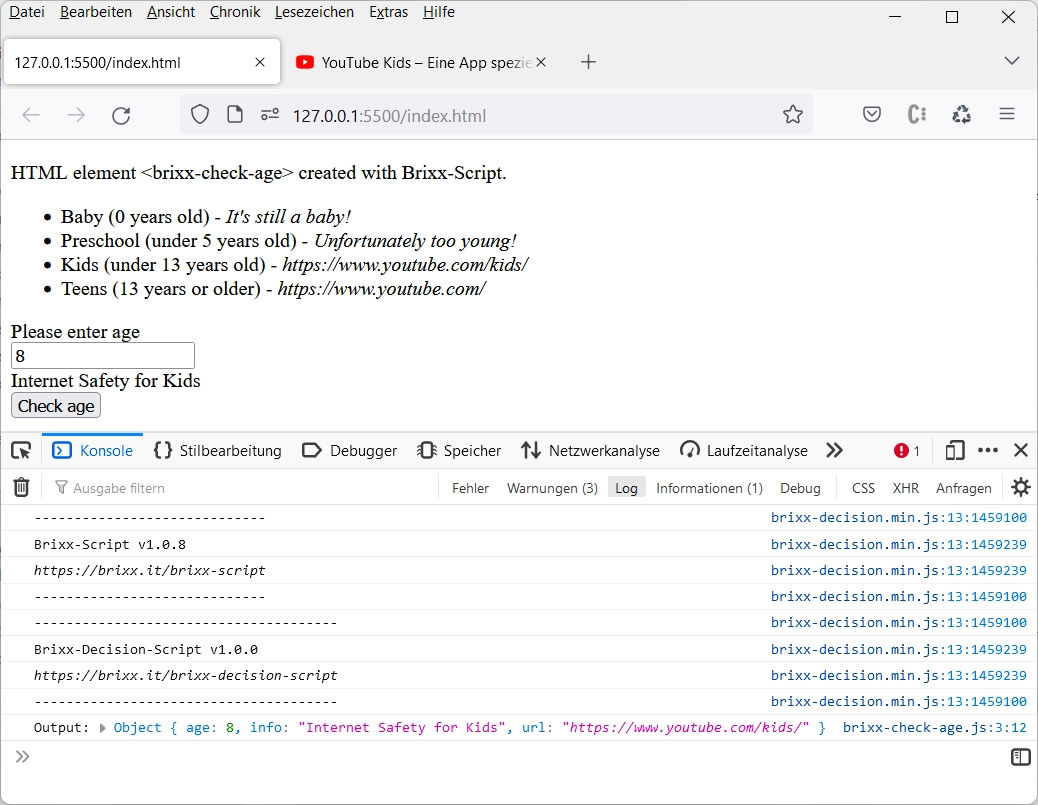 Datei Bearbeiten Ansicht Chronik Lesezeichen Extras Hilfe
127.0.0.1:5500/index.html YouTube Kids – Eine App spezie
127.0.0.1:5500/index.html
HTML element <brixx-check-age> created with Brixx-Script.
• Baby (0 years old) - It's still a baby!
• Preschool (under 5 years old) - Unfortunately too young!
• Kids (under 13 years old) - https://www.youtube.com/kids/
• Teens (13 years or older) - https://www.youtube.com/
Please enter age
8
Internet Safety for Kids
Check age
Konsole Stilbearbeitung Debugger Speicher Netzwerkanalyse Laufzeitanalyse 1
Ausgabe filtern Fehler Warnungen (3) Log Informationen (1) Debug CSS XHR Anfragen
----------------------------- brixx-decision.min.js:13:1459100
Brixx-Script v1.0.8 brixx-decision.min.js:13:1459239
https://brixx.it/brixx-script brixx-decision.min.js:13:1459239
----------------------------- brixx-decision.min.js:13:1459100
-------------------------------------- brixx-decision.min.js:13:1459100
Brixx-Decision-Script v1.0.0 brixx-decision.min.js:13:1459239
https://brixx.it/brixx-decision-script brixx-decision.min.js:13:1459239
-------------------------------------- brixx-decision.min.js:13:1459100
Output: Object { age: 8, info: "Internet Safety for Kids", url: "https://www.youtube.com/kids/" } brixx-check-age.js:3:12